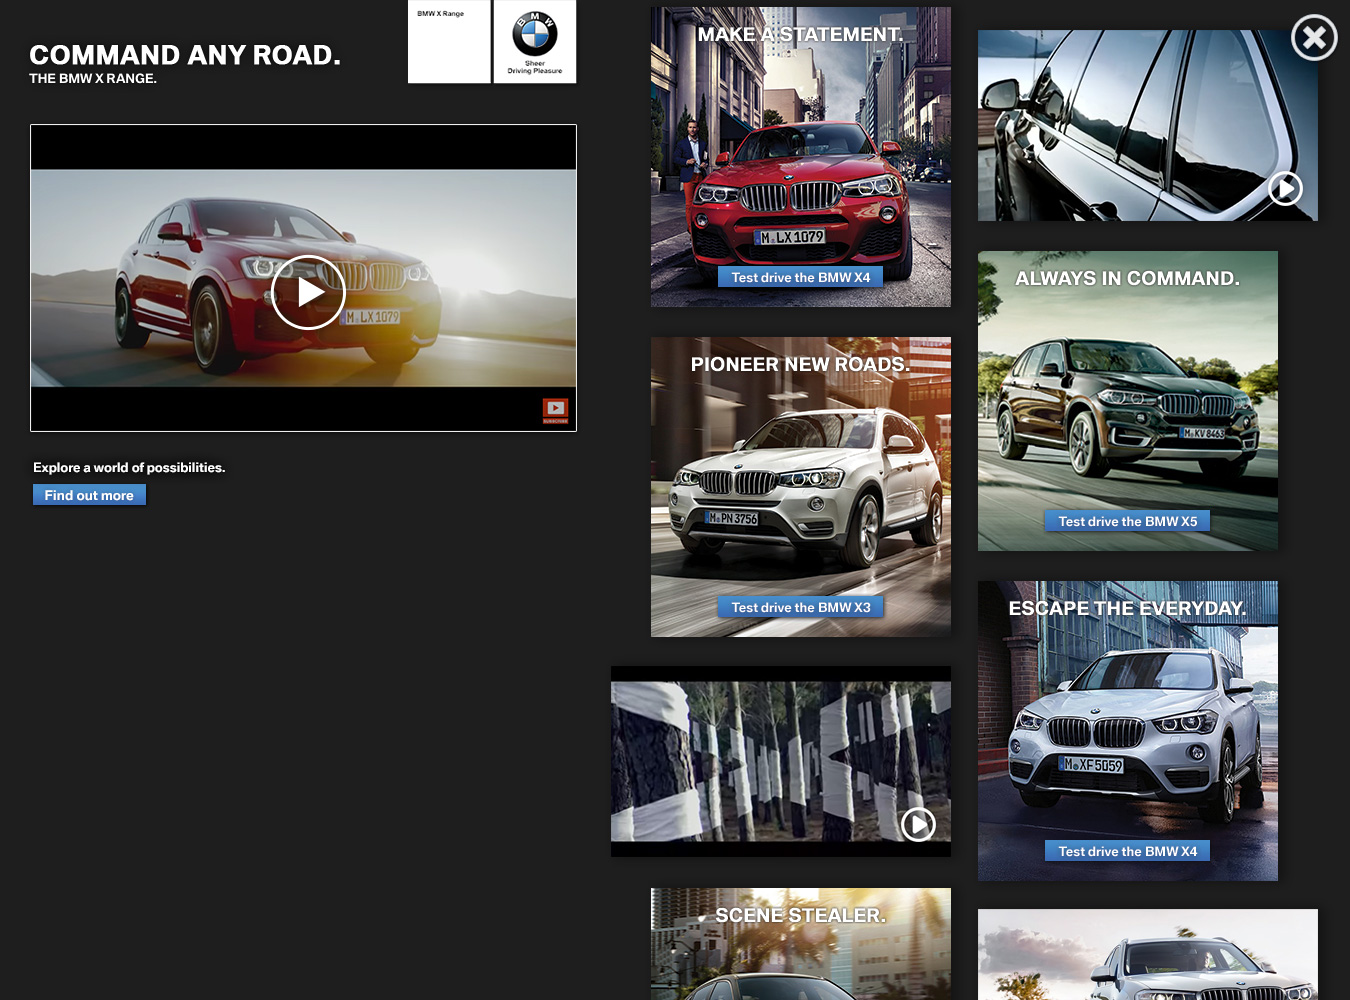 COMMAND ANY ROAD.
THE BMW X RANGE.
BMW X Range
BMW
Sheer
Driving Pleasure
M LX 1079
SUBSCRIBE
Explore a world of possibilities.
Find out more
MAKE A STATEMENT.
M LX 1079
Test drive the BMW X4
PIONEER NEW ROADS.
M PN 3756
Test drive the BMW X3
SCENE STEALER.
ALWAYS IN COMMAND.
M KV 8463
Test drive the BMW X5
ESCAPE THE EVERYDAY.
M XF 5059
Test drive the BMW X4